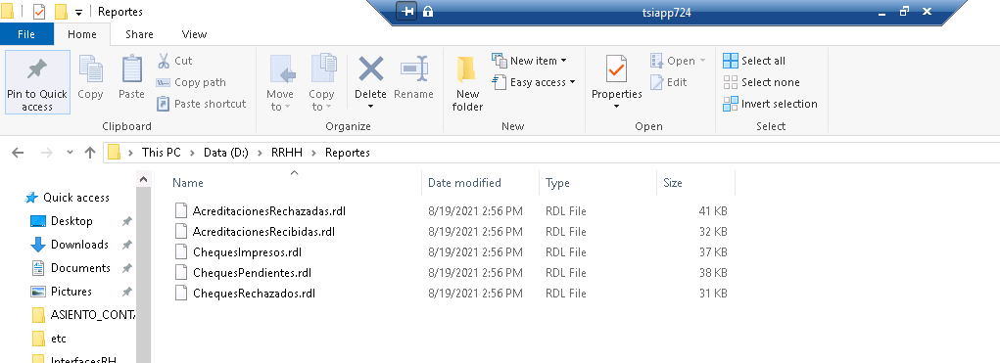 Reportes
tsiapp724
File Home Share View
Pin to Quick access
Copy
Paste
Cut
Copy path
Paste shortcut
Clipboard
Move to
Copy to
Delete
Rename
Organize
New folder
New item
Easy access
New
Properties
Open
Edit
Open
Select all
Select none
Invert selection
Select
This PC > Data (D:) > RRHH > Reportes
Quick access
Desktop
Downloads
Documents
Pictures
ASIENTO_CONTA
etc
InterfacesRH
Name Date modified Type Size
AcreditacionesRechazadas.rdl 8/19/2021 2:56 PM RDL File 41 KB
AcreditacionesRecibidas.rdl 8/19/2021 2:56 PM RDL File 32 KB
ChequesImpresos.rdl 8/19/2021 2:56 PM RDL File 37 KB
ChequesPendientes.rdl 8/19/2021 2:56 PM RDL File 38 KB
ChequesRechazados.rdl 8/19/2021 2:56 PM RDL File 31 KB